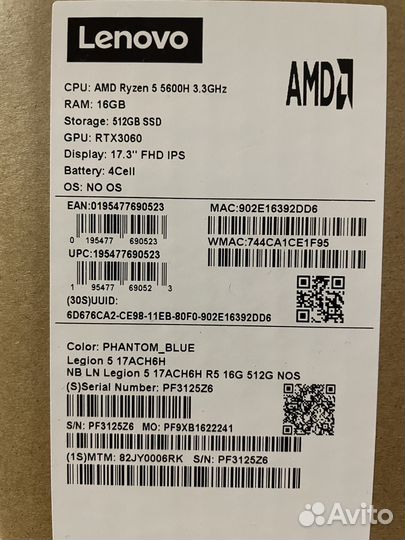 Lenovo
CPU: AMD Ryzen 5 5600H 3.3GHz
RAM: 16GB
AMD
Storage: 512GB SSD
GPU: RTX3060
Display: 17.3'' FHD IPS
Battery: 4Cell
OS: NO OS
EAN:0195477690523
MAC:902E16392DD6
0 195477 690523
WMAC:744CA1CE1F95
UPC:195477690523
1 95477 69052 3
(30S)UUID:
6D676CA2-CE98-11EB-80F0-902E16392DD6
Color: PHANTOM_BLUE
Legion 5 17ACH6H
NB LN Legion 5 17ACH6H R5 16G 512G NOS
(S)Serial Number: PF3125Z6
S/N: PF3125Z6 MO: PF9XB1622241
(1S)MTM: 82JY0006RK S/N: PF3125Z6
Avito